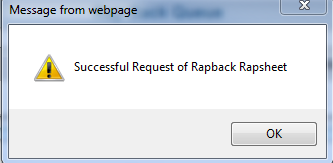 Message from webpage
Successful Request of Rapback Rapsheet
OK